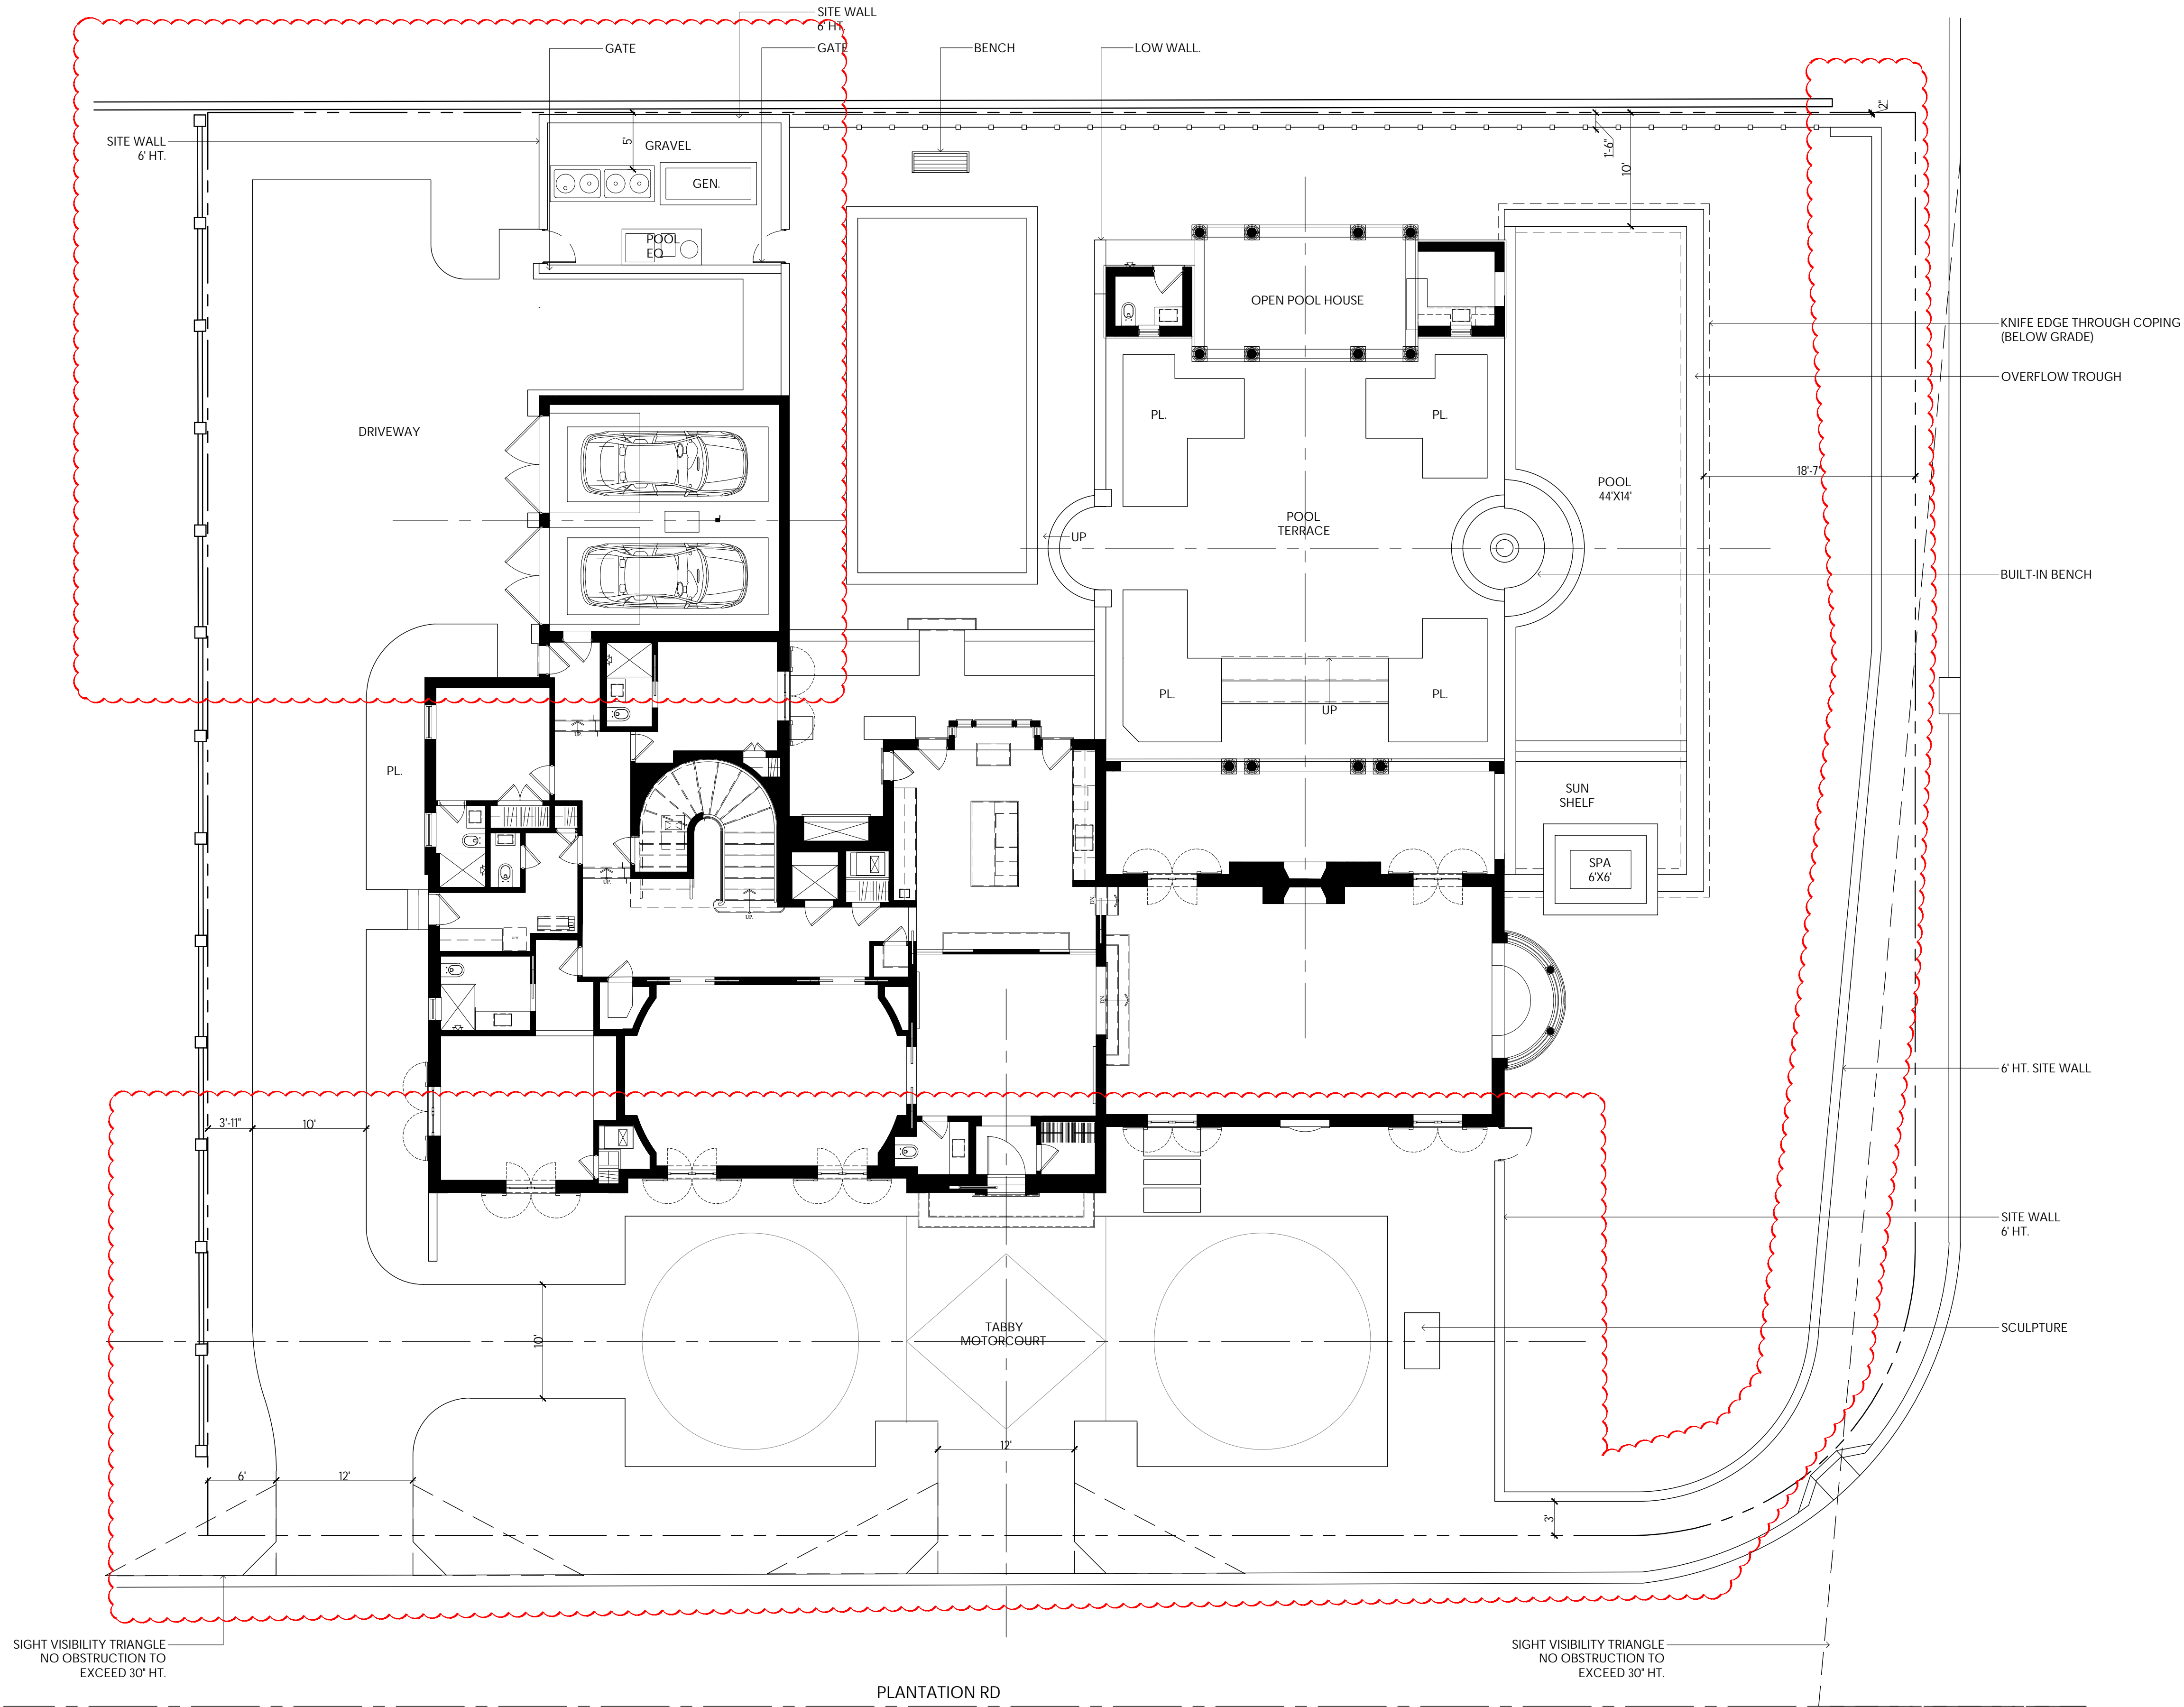 SITE WALL
6' HT.
GATE
GATE
BENCH
LOW WALL.
2"
SITE WALL
6' HT.
5'
GRAVEL
GEN.
1'-6"
10'
POOL
EQ
OPEN POOL HOUSE
KNIFE EDGE THROUGH COPING
(BELOW GRADE)
OVERFLOW TROUGH
DRIVEWAY
PL.
PL.
18'-7"
POOL
44'X14'
POOL
TERRACE
UP
BUILT-IN BENCH
PL.
PL.
UP
PL.
SUN
SHELF
SPA
6'X6'
UP.
UP.
UP.
DN.
DN.
6' HT. SITE WALL
3'-11"
10'
SITE WALL
6' HT.
10'
TABBY
MOTORCOURT
SCULPTURE
12'
6'
12'
3'
SIGHT VISIBILITY TRIANGLE
NO OBSTRUCTION TO
EXCEED 30" HT.
SIGHT VISIBILITY TRIANGLE
NO OBSTRUCTION TO
EXCEED 30" HT.
PLANTATION RD